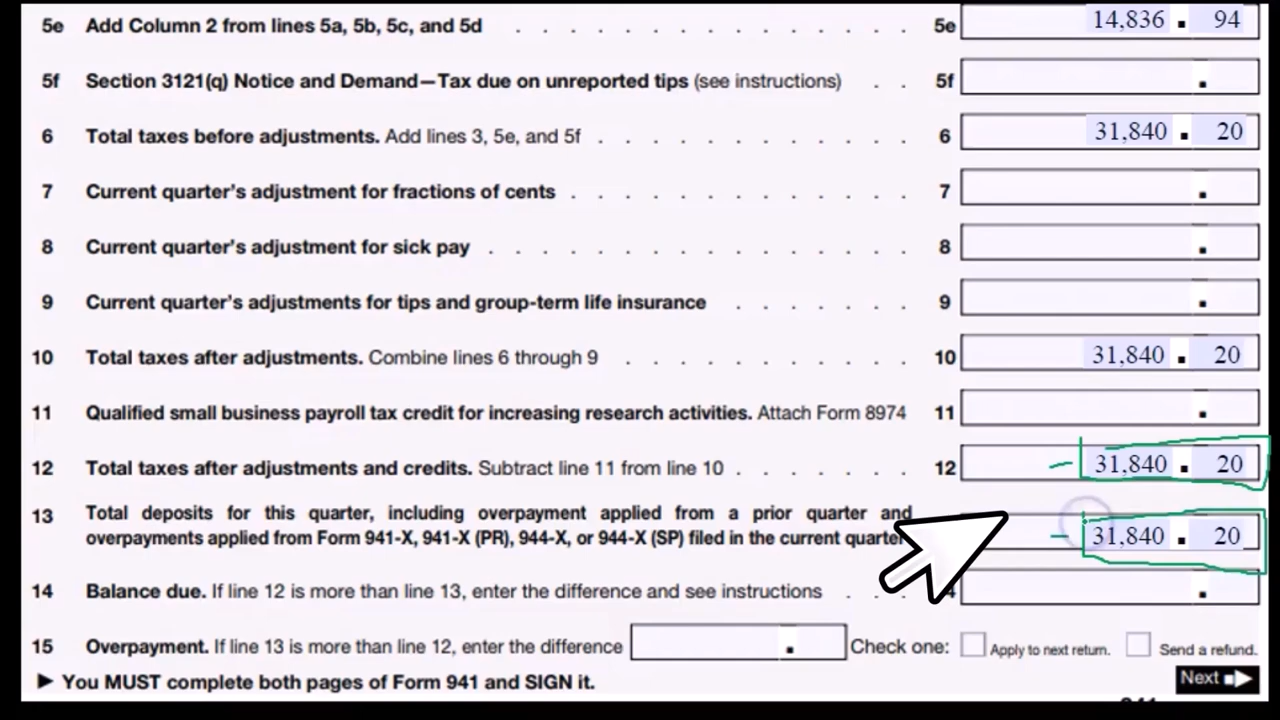 5e Add Column 2 from lines 5a, 5b, 5c, and 5d . . . . . . . . . . . . . . . 5e 14,836 . 94
5f Section 3121(q) Notice and Demand—Tax due on unreported tips (see instructions) . . 5f .
6 Total taxes before adjustments. Add lines 3, 5e, and 5f . . . . . . . . . . . . 6 31,840 . 20
7 Current quarter's adjustment for fractions of cents . . . . . . . . . . . . . 7 .
8 Current quarter's adjustment for sick pay . . . . . . . . . . . . . . . . 8 .
9 Current quarter's adjustments for tips and group-term life insurance . . . . . . . 9 .
10 Total taxes after adjustments. Combine lines 6 through 9 . . . . . . . . . . . 10 31,840 . 20
11 Qualified small business payroll tax credit for increasing research activities. Attach Form 8974 11 .
12 Total taxes after adjustments and credits. Subtract line 11 from line 10 . . . . . . . 12 31,840 . 20
13 Total deposits for this quarter, including overpayment applied from a prior quarter and
overpayments applied from Form 941-X, 941-X (PR), 944-X, or 944-X (SP) filed in the current quarter 31,840 . 20
14 Balance due. If line 12 is more than line 13, enter the difference and see instructions . . . 4 .
15 Overpayment. If line 13 is more than line 12, enter the difference . Check one: Apply to next return. Send a refund.
► You MUST complete both pages of Form 941 and SIGN it. Next